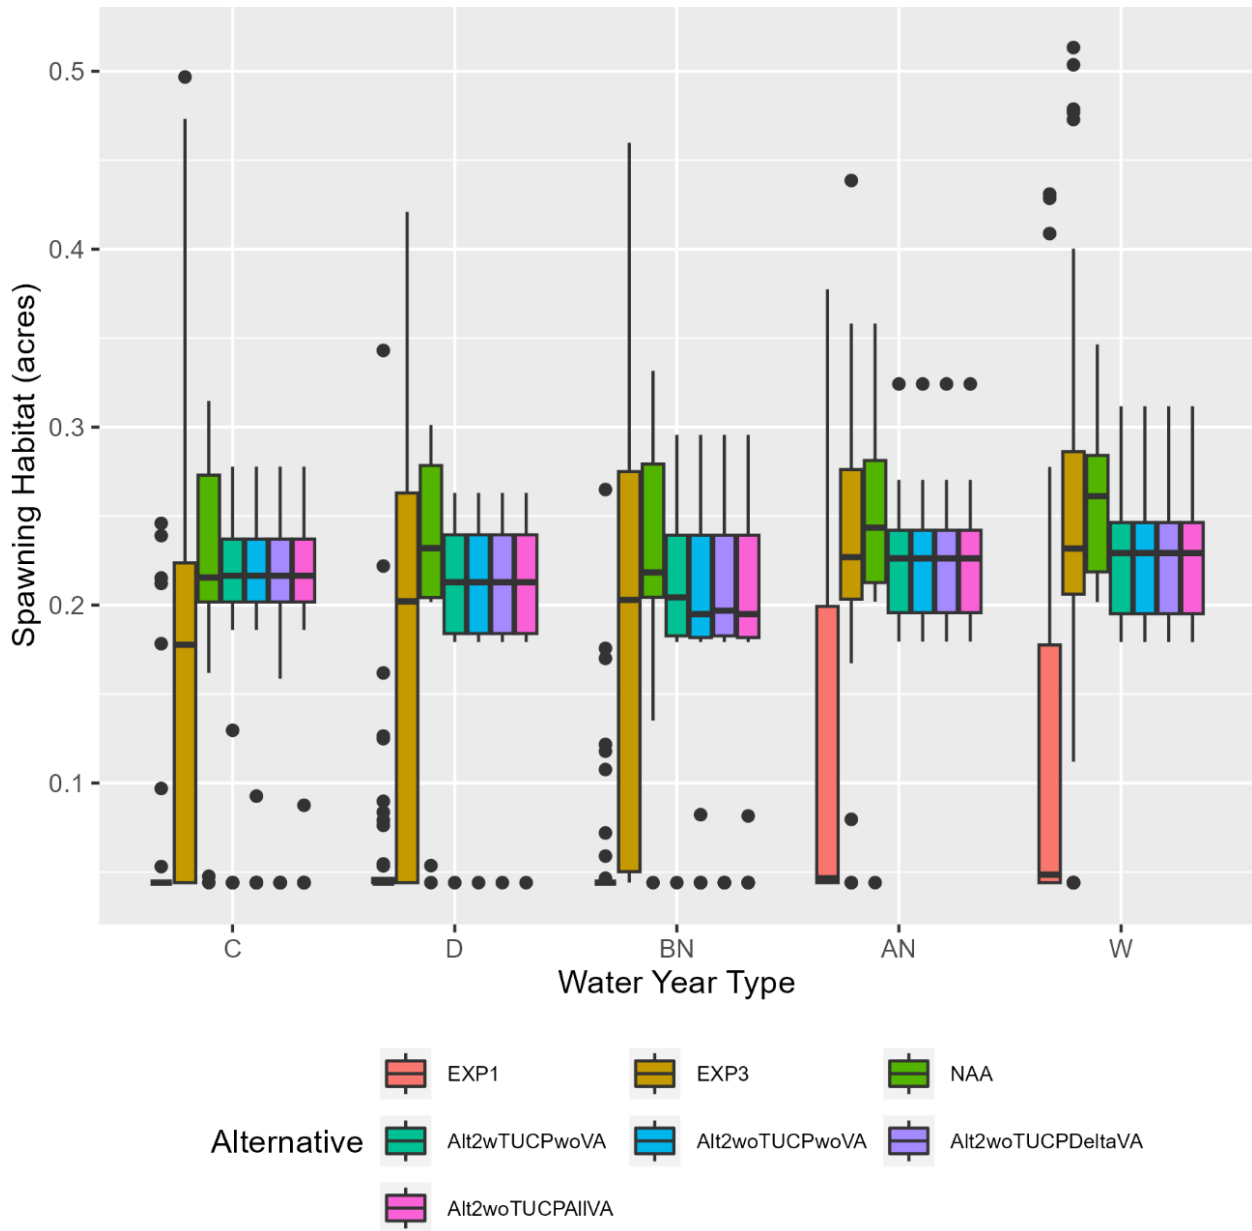 Spawning Habitat (acres)
0.5
0.4
0.3
0.2
0.1
C D BN AN W
Water Year Type
Alternative
EXP1 EXP3 NAA
Alt2wTUCPwoVA Alt2woTUCPwoVA Alt2woTUCPDeltaVA
Alt2woTUCPAllVA